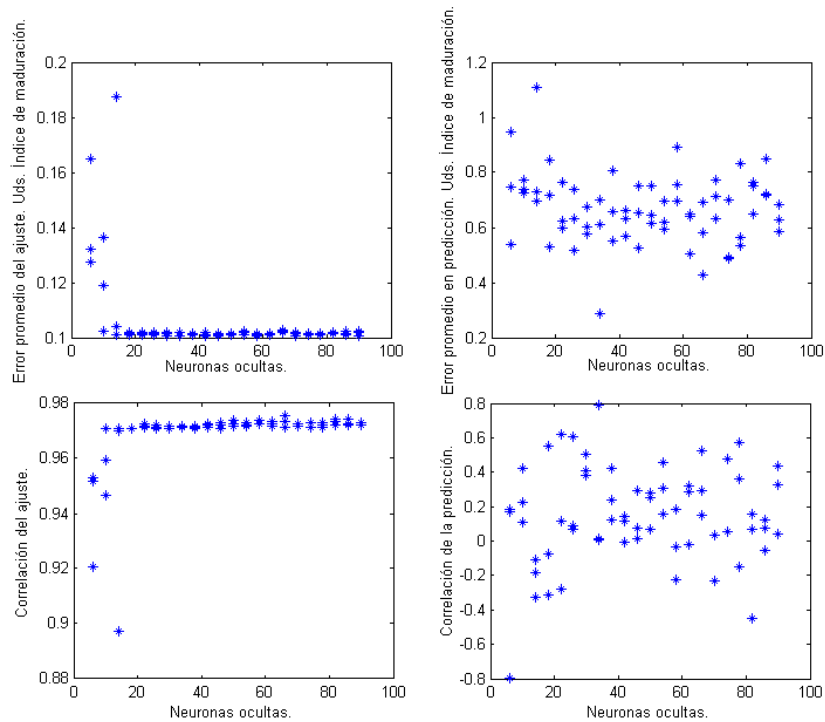 Error promedio del ajuste. Uds. Índice de maduración.
0.2
0.18
0.16
0.14
0.12
0.1
0 20 40 60 80 100
Neuronas ocultas.
Error promedio en predicción. Uds. Índice de maduración.
1.2
1
0.8
0.6
0.4
0.2
0 20 40 60 80 100
Neuronas ocultas.
Correlación del ajuste.
0.98
0.96
0.94
0.92
0.9
0.88
0 20 40 60 80 100
Neuronas ocultas.
Correlación de la predicción.
0.8
0.6
0.4
0.2
0
-0.2
-0.4
-0.6
-0.8
0 20 40 60 80 100
Neuronas ocultas.